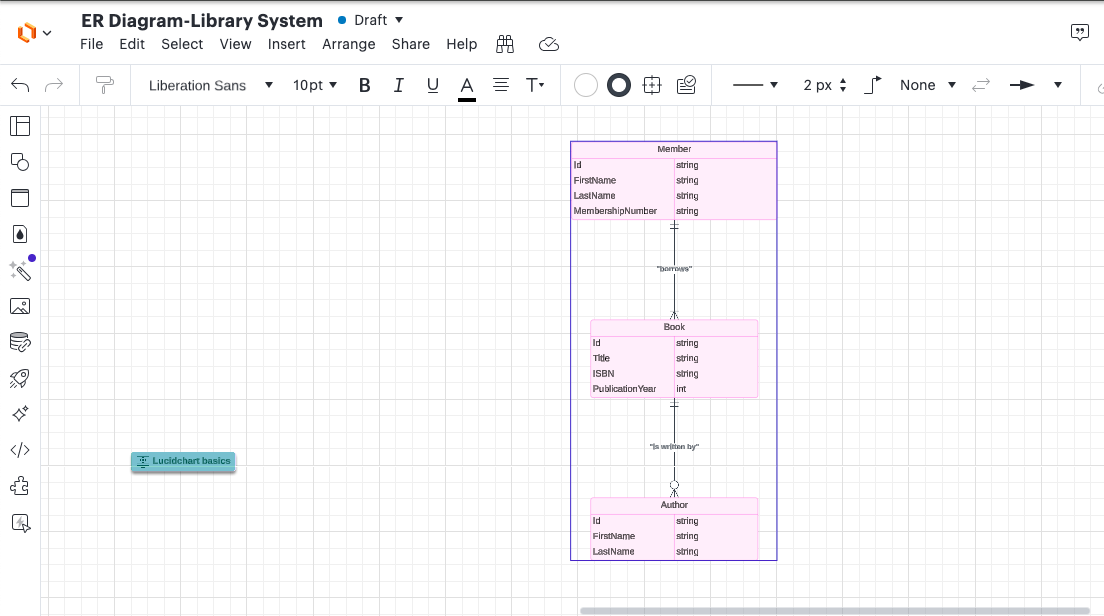 ER Diagram-Library System
Draft
File Edit Select View Insert Arrange Share Help
Liberation Sans 10pt B I U A T 2 px None
Member
Id string
FirstName string
LastName string
MembershipNumber string
"borrows"
Book
Id string
Title string
ISBN string
PublicationYear int
"is written by"
Lucidchart basics
Author
Id string
FirstName string
LastName string